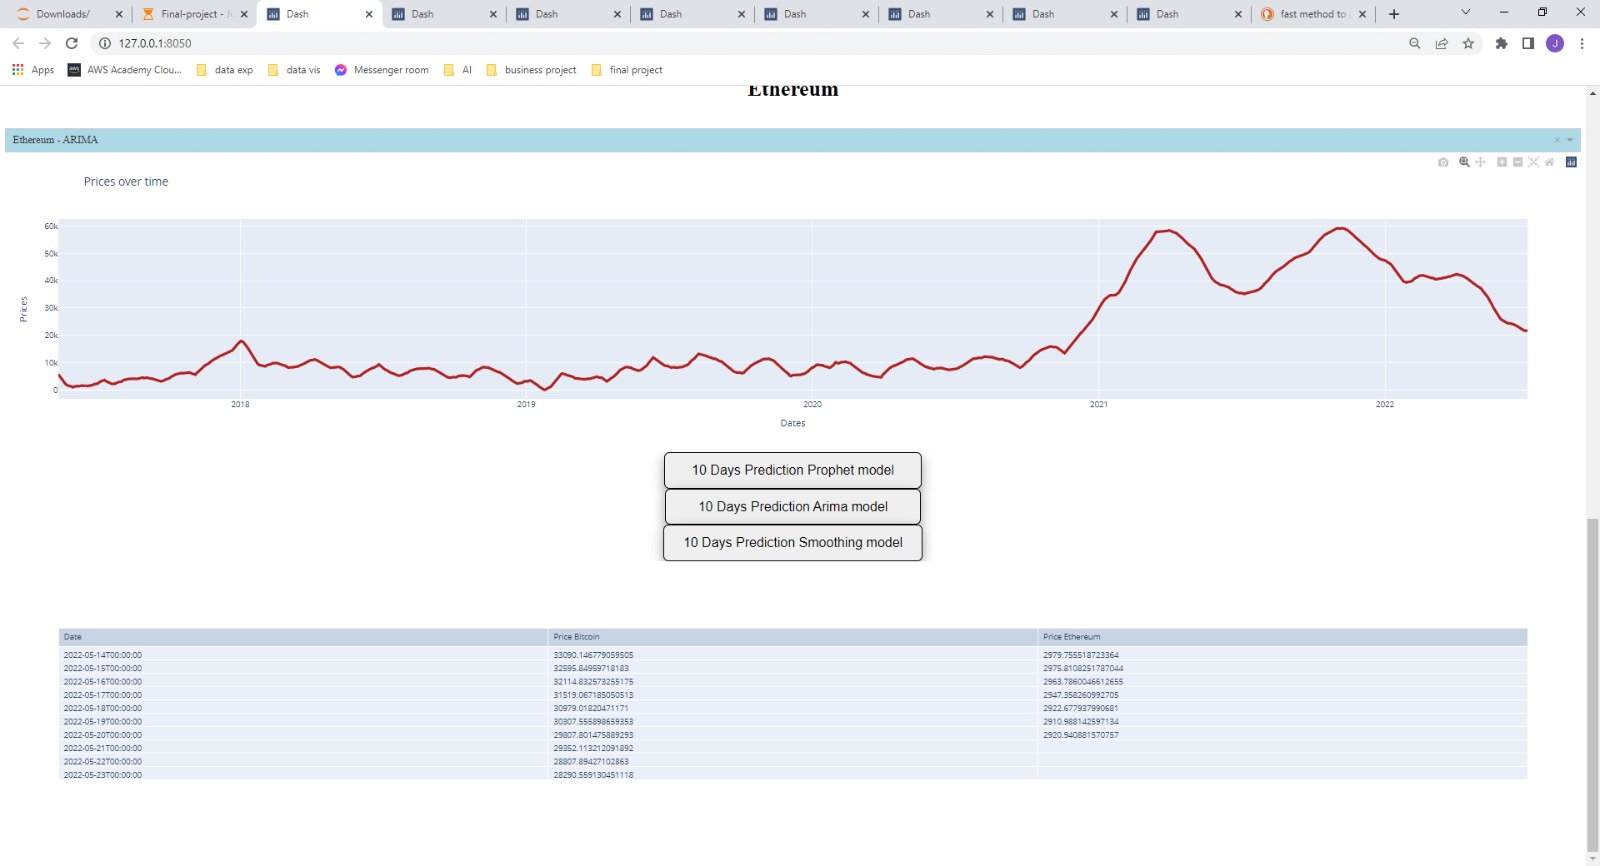 Downloads/
Final-project - J
Dash
Dash
Dash
Dash
Dash
Dash
Dash
Dash
fast method to
127.0.0.1:8050
J
Apps
aws
AWS Academy Clou...
data exp
data vis
Messenger room
AI
business project
final project
Ethereum
Ethereum - ARIMA
Prices over time
60k
50k
40k
30k
20k
10k
0
Prices
2018 2019 2020 2021 2022
Dates
10 Days Prediction Prophet model
10 Days Prediction Arima model
10 Days Prediction Smoothing model
Date Price Bitcoin Price Ethereum
2022-05-14T00:00:00 33090.146779059505 2979.755518723364
2022-05-15T00:00:00 32595.84959718183 2975.8108251787044
2022-05-16T00:00:00 32114.832573255175 2963.7860046612655
2022-05-17T00:00:00 31519.067185050513 2947.358260992705
2022-05-18T00:00:00 30979.01820471171 2922.677937990681
2022-05-19T00:00:00 30307.555898659353 2910.988142597134
2022-05-20T00:00:00 29807.801475889293 2920.940881570757
2022-05-21T00:00:00 29352.113212091892
2022-05-22T00:00:00 28807.89427102863
2022-05-23T00:00:00 28290.559130451118